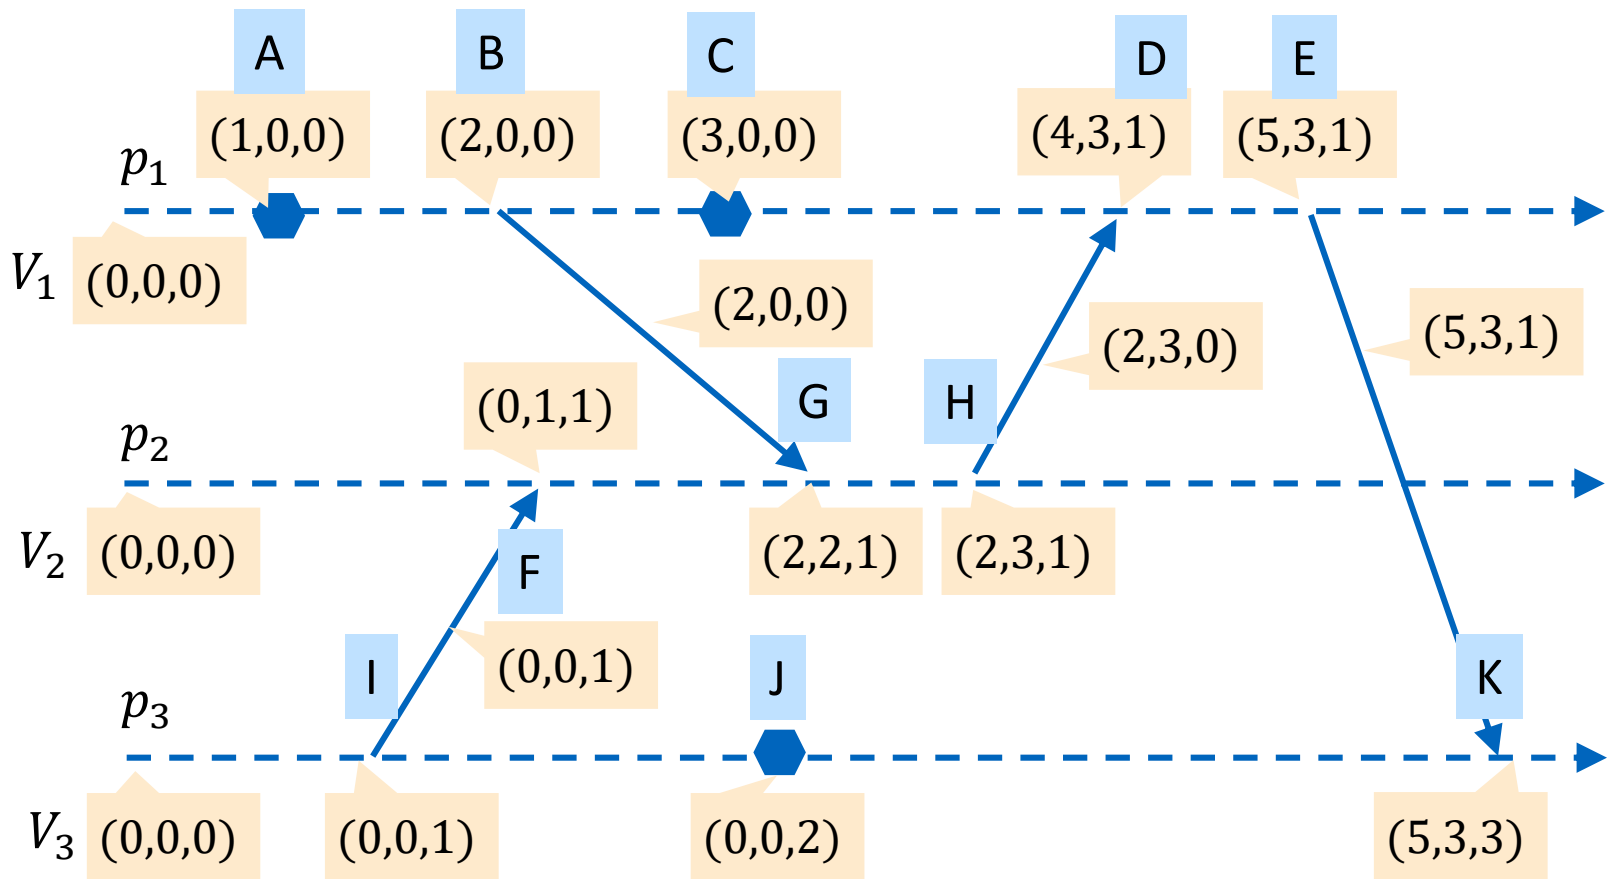 A B C D E
(1,0,0) (2,0,0) (3,0,0) (4,3,1) (5,3,1)
p₁
V₁ (0,0,0)
(2,0,0)
(2,3,0)
(5,3,1)
(0,1,1)
G
H
p₂
V₂ (0,0,0)
(2,2,1)
(2,3,1)
F
(0,0,1)
I
J
K
p₃
V₃ (0,0,0) (0,0,1) (0,0,2) (5,3,3)